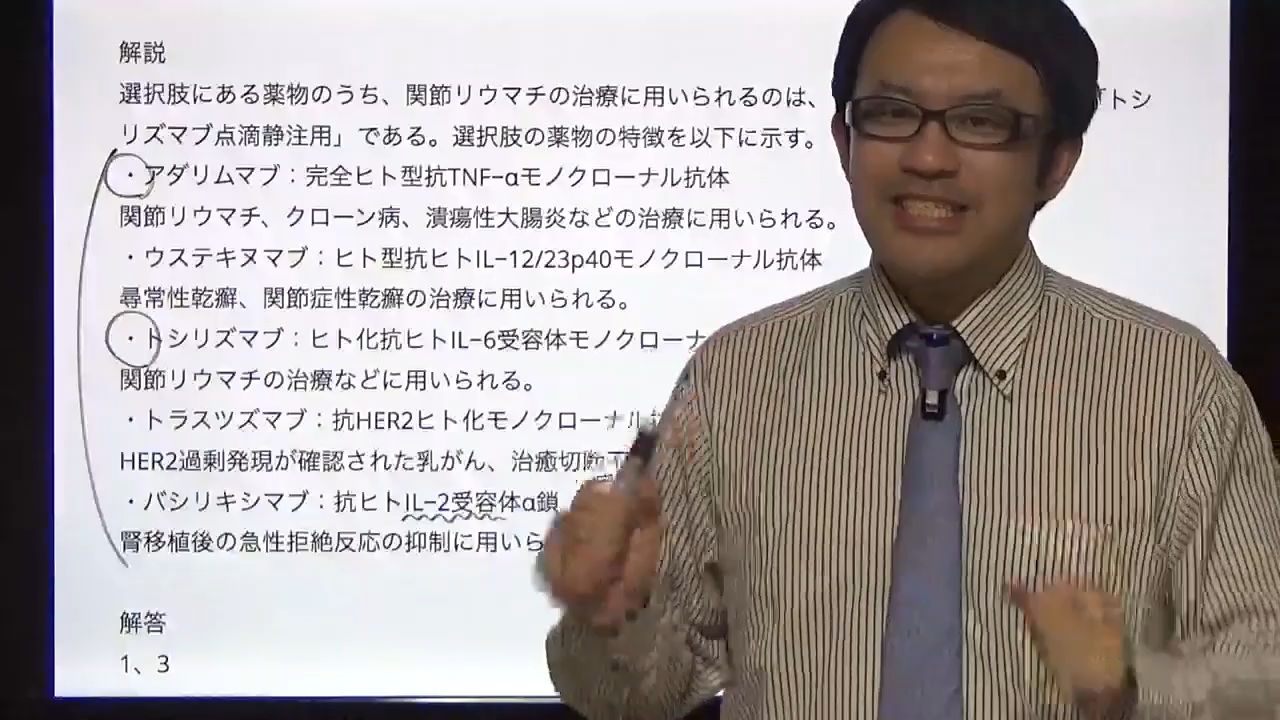 解説
選択肢にある薬物のうち、関節リウマチの治療に用いられるのは、「トシ
リズマブ点滴静注用」である。選択肢の薬物の特徴を以下に示す。
・アダリムマブ：完全ヒト型抗TNF−αモノクローナル抗体
関節リウマチ、クローン病、潰瘍性大腸炎などの治療に用いられる。
・ウステキヌマブ：ヒト型抗ヒトIL−12/23p40モノクローナル抗体
尋常性乾癬、関節症性乾癬の治療に用いられる。
・トシリズマブ：ヒト化抗ヒトIL−6受容体モノクローナ
関節リウマチの治療などに用いられる。
・トラスツズマブ：抗HER2ヒト化モノクローナル
HER2過剰発現が確認された乳がん、治癒切
・バシリキシマブ：抗ヒトIL−2受容体α鎖
腎移植後の急性拒絶反応の抑制に用いら
解答
1、3